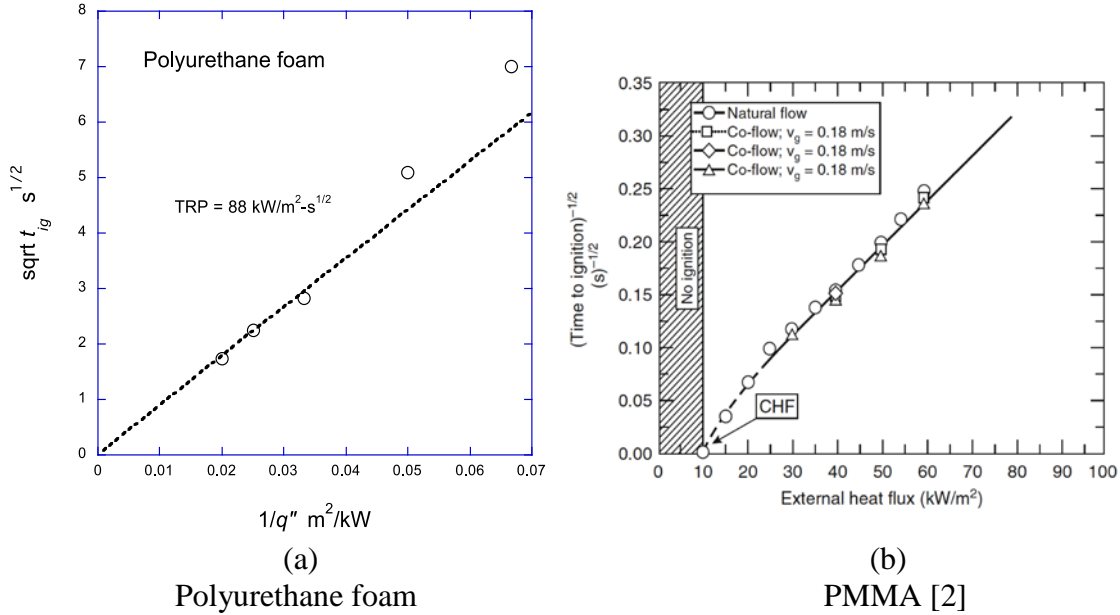 Polyurethane foam
TRP = 88 kW/m²-s^1/2
sqrt t_ig s^1/2
8
7
6
5
4
3
2
1
0
0 0.01 0.02 0.03 0.04 0.05 0.06 0.07
1/q" m²/kW
(a)
Polyurethane foam
(Time to ignition)^−1/2
(s)^−1/2
0.35
0.30
0.25
0.20
0.15
0.10
0.05
0.00
No ignition
Natural flow
Co-flow; v_g = 0.18 m/s
Co-flow; v_g = 0.18 m/s
Co-flow; v_g = 0.18 m/s
CHF
0 10 20 30 40 50 60 70 80 90 100
External heat flux (kW/m²)
(b)
PMMA [2]